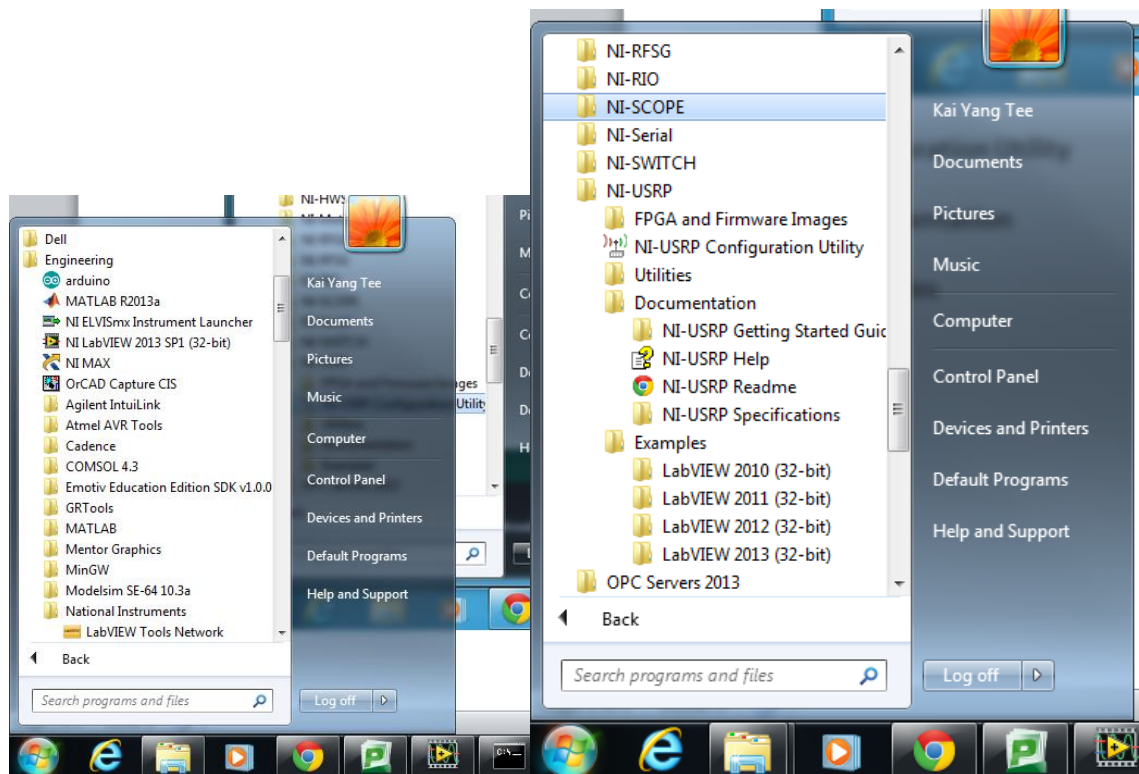 Dell
Engineering
arduino
MATLAB R2013a
NI ELVISmx Instrument Launcher
NI LabVIEW 2013 SP1 (32-bit)
NI MAX
OrCAD Capture CIS
Agilent IntuiLink
Atmel AVR Tools
Cadence
COMSOL 4.3
Emotiv Education Edition SDK v1.0.0
GRTools
MATLAB
Mentor Graphics
MinGW
Modelsim SE-64 10.3a
National Instruments
LabVIEW Tools Network
Back
Search programs and files
Kai Yang Tee
Documents
Pictures
Music
Computer
Control Panel
Devices and Printers
Default Programs
Help and Support
Log off
NI-HWS
NI-RFSG
NI-RIO
NI-SCOPE
NI-Serial
NI-SWITCH
NI-USRP
FPGA and Firmware Images
NI-USRP Configuration Utility
Utilities
Documentation
NI-USRP Getting Started Guid
NI-USRP Help
NI-USRP Readme
NI-USRP Specifications
Examples
LabVIEW 2010 (32-bit)
LabVIEW 2011 (32-bit)
LabVIEW 2012 (32-bit)
LabVIEW 2013 (32-bit)
OPC Servers 2013
Back
Search programs and files
Kai Yang Tee
Documents
Pictures
Music
Computer
Control Panel
Devices and Printers
Default Programs
Help and Support
Log off